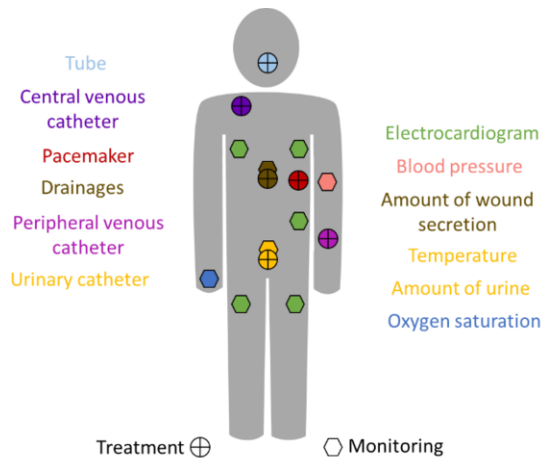 Tube
Central venous
catheter
Pacemaker
Drainages
Peripheral venous
catheter
Urinary catheter
Electrocardiogram
Blood pressure
Amount of wound
secretion
Temperature
Amount of urine
Oxygen saturation
Treatment
Monitoring